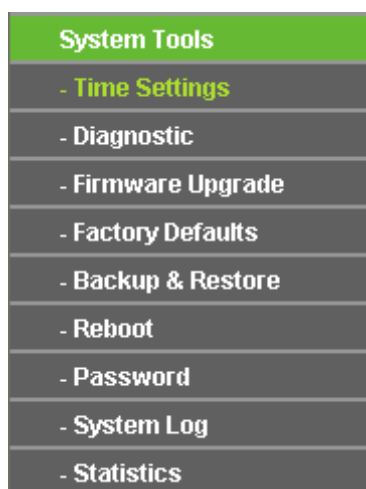 System Tools
- Time Settings
- Diagnostic
- Firmware Upgrade
- Factory Defaults
- Backup & Restore
- Reboot
- Password
- System Log
- Statistics